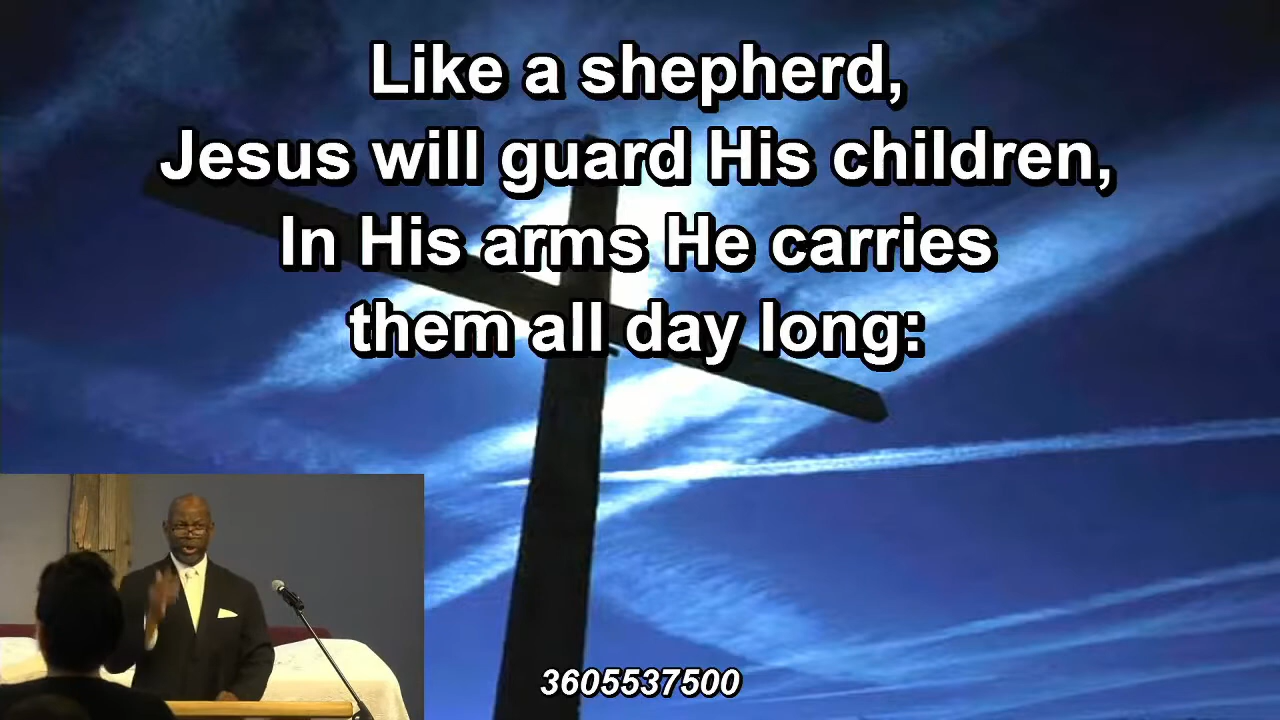 Like a shepherd,
Jesus will guard His children,
In His arms He carries
them all day long:
3605537500